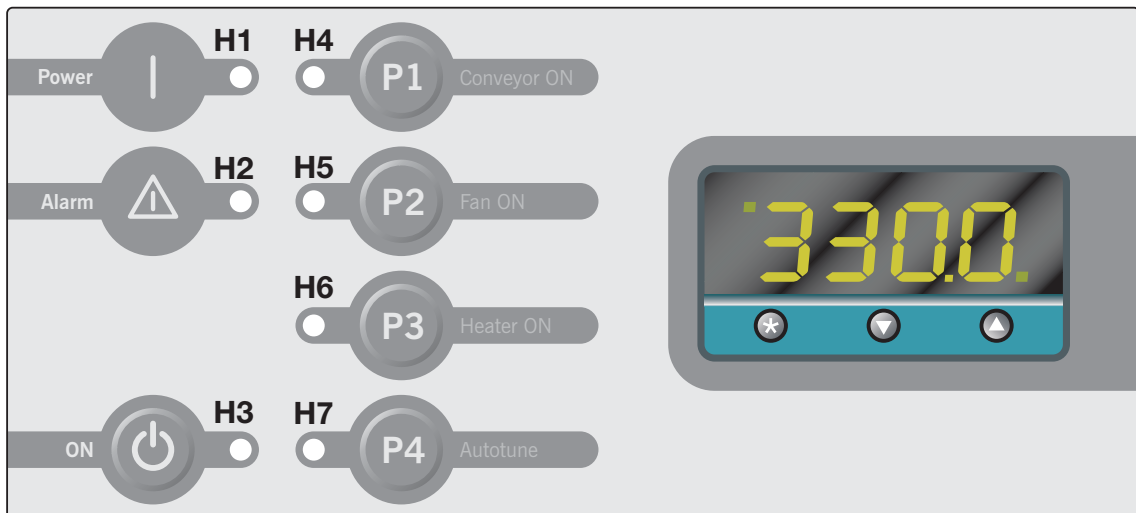 H1 H4
Power P1 Conveyor ON
H2 H5
Alarm P2 Fan ON
330.0
H6
P3 Heater ON
H3 H7
ON P4 Autotune